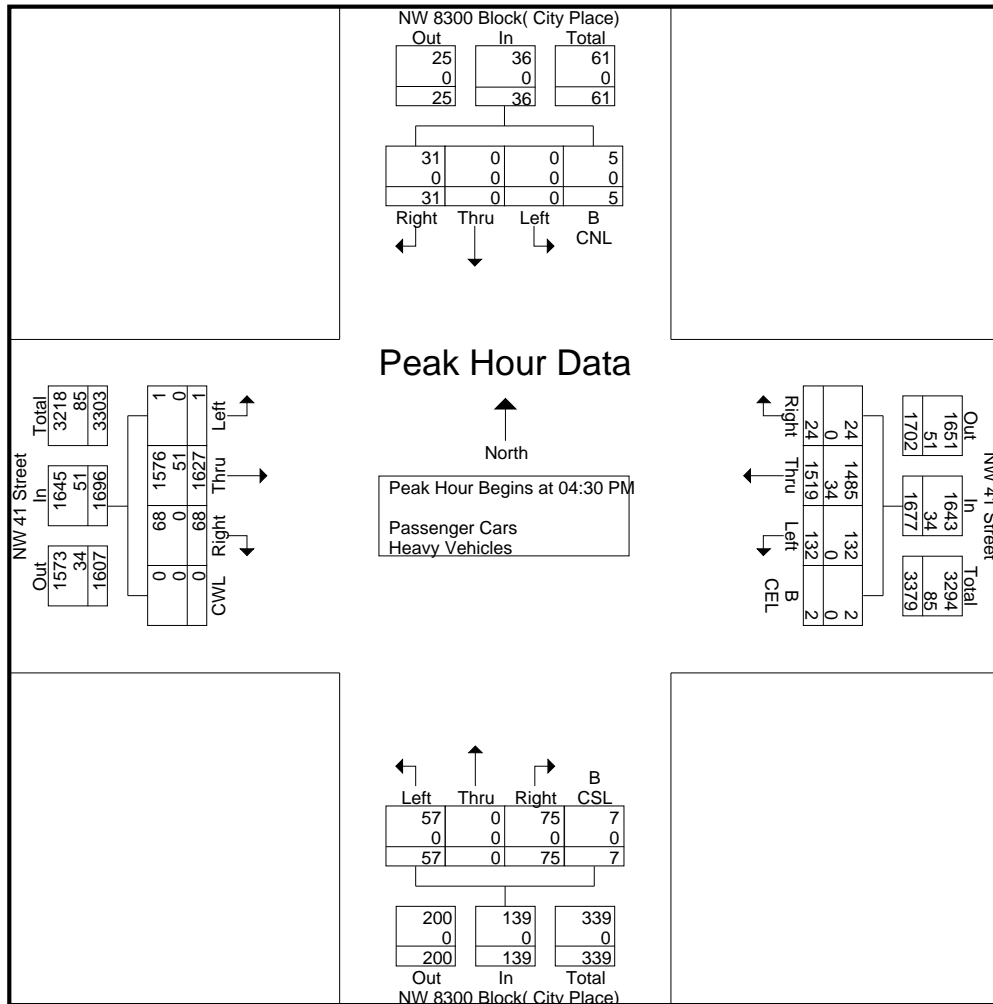 NW 8300 Block( City Place)
Out In Total
25 36 61
0 0 0
25 36 61
31 0 0 5
0 0 0 0
31 0 0 5
Right Thru Left B
CNL
Peak Hour Data
North
Peak Hour Begins at 04:30 PM
Passenger Cars
Heavy Vehicles
NW 41 Street
Out In Total
1573 1645 3218
34 51 85
1607 1696 3303
0 68 1576 1
0 0 51 0
0 68 1627 1
CWL Right Thru Left
NW 41 Street
Out In Total
1651 1643 3294
51 34 85
1702 1677 3379
24 1485 132 2
0 34 0 0
24 1519 132 2
Right Thru Left B
CEL
B
Left Thru Right CSL
57 0 75 7
0 0 0 0
57 0 75 7
200 139 339
0 0 0
200 139 339
Out In Total
NW 8300 Block( City Place)